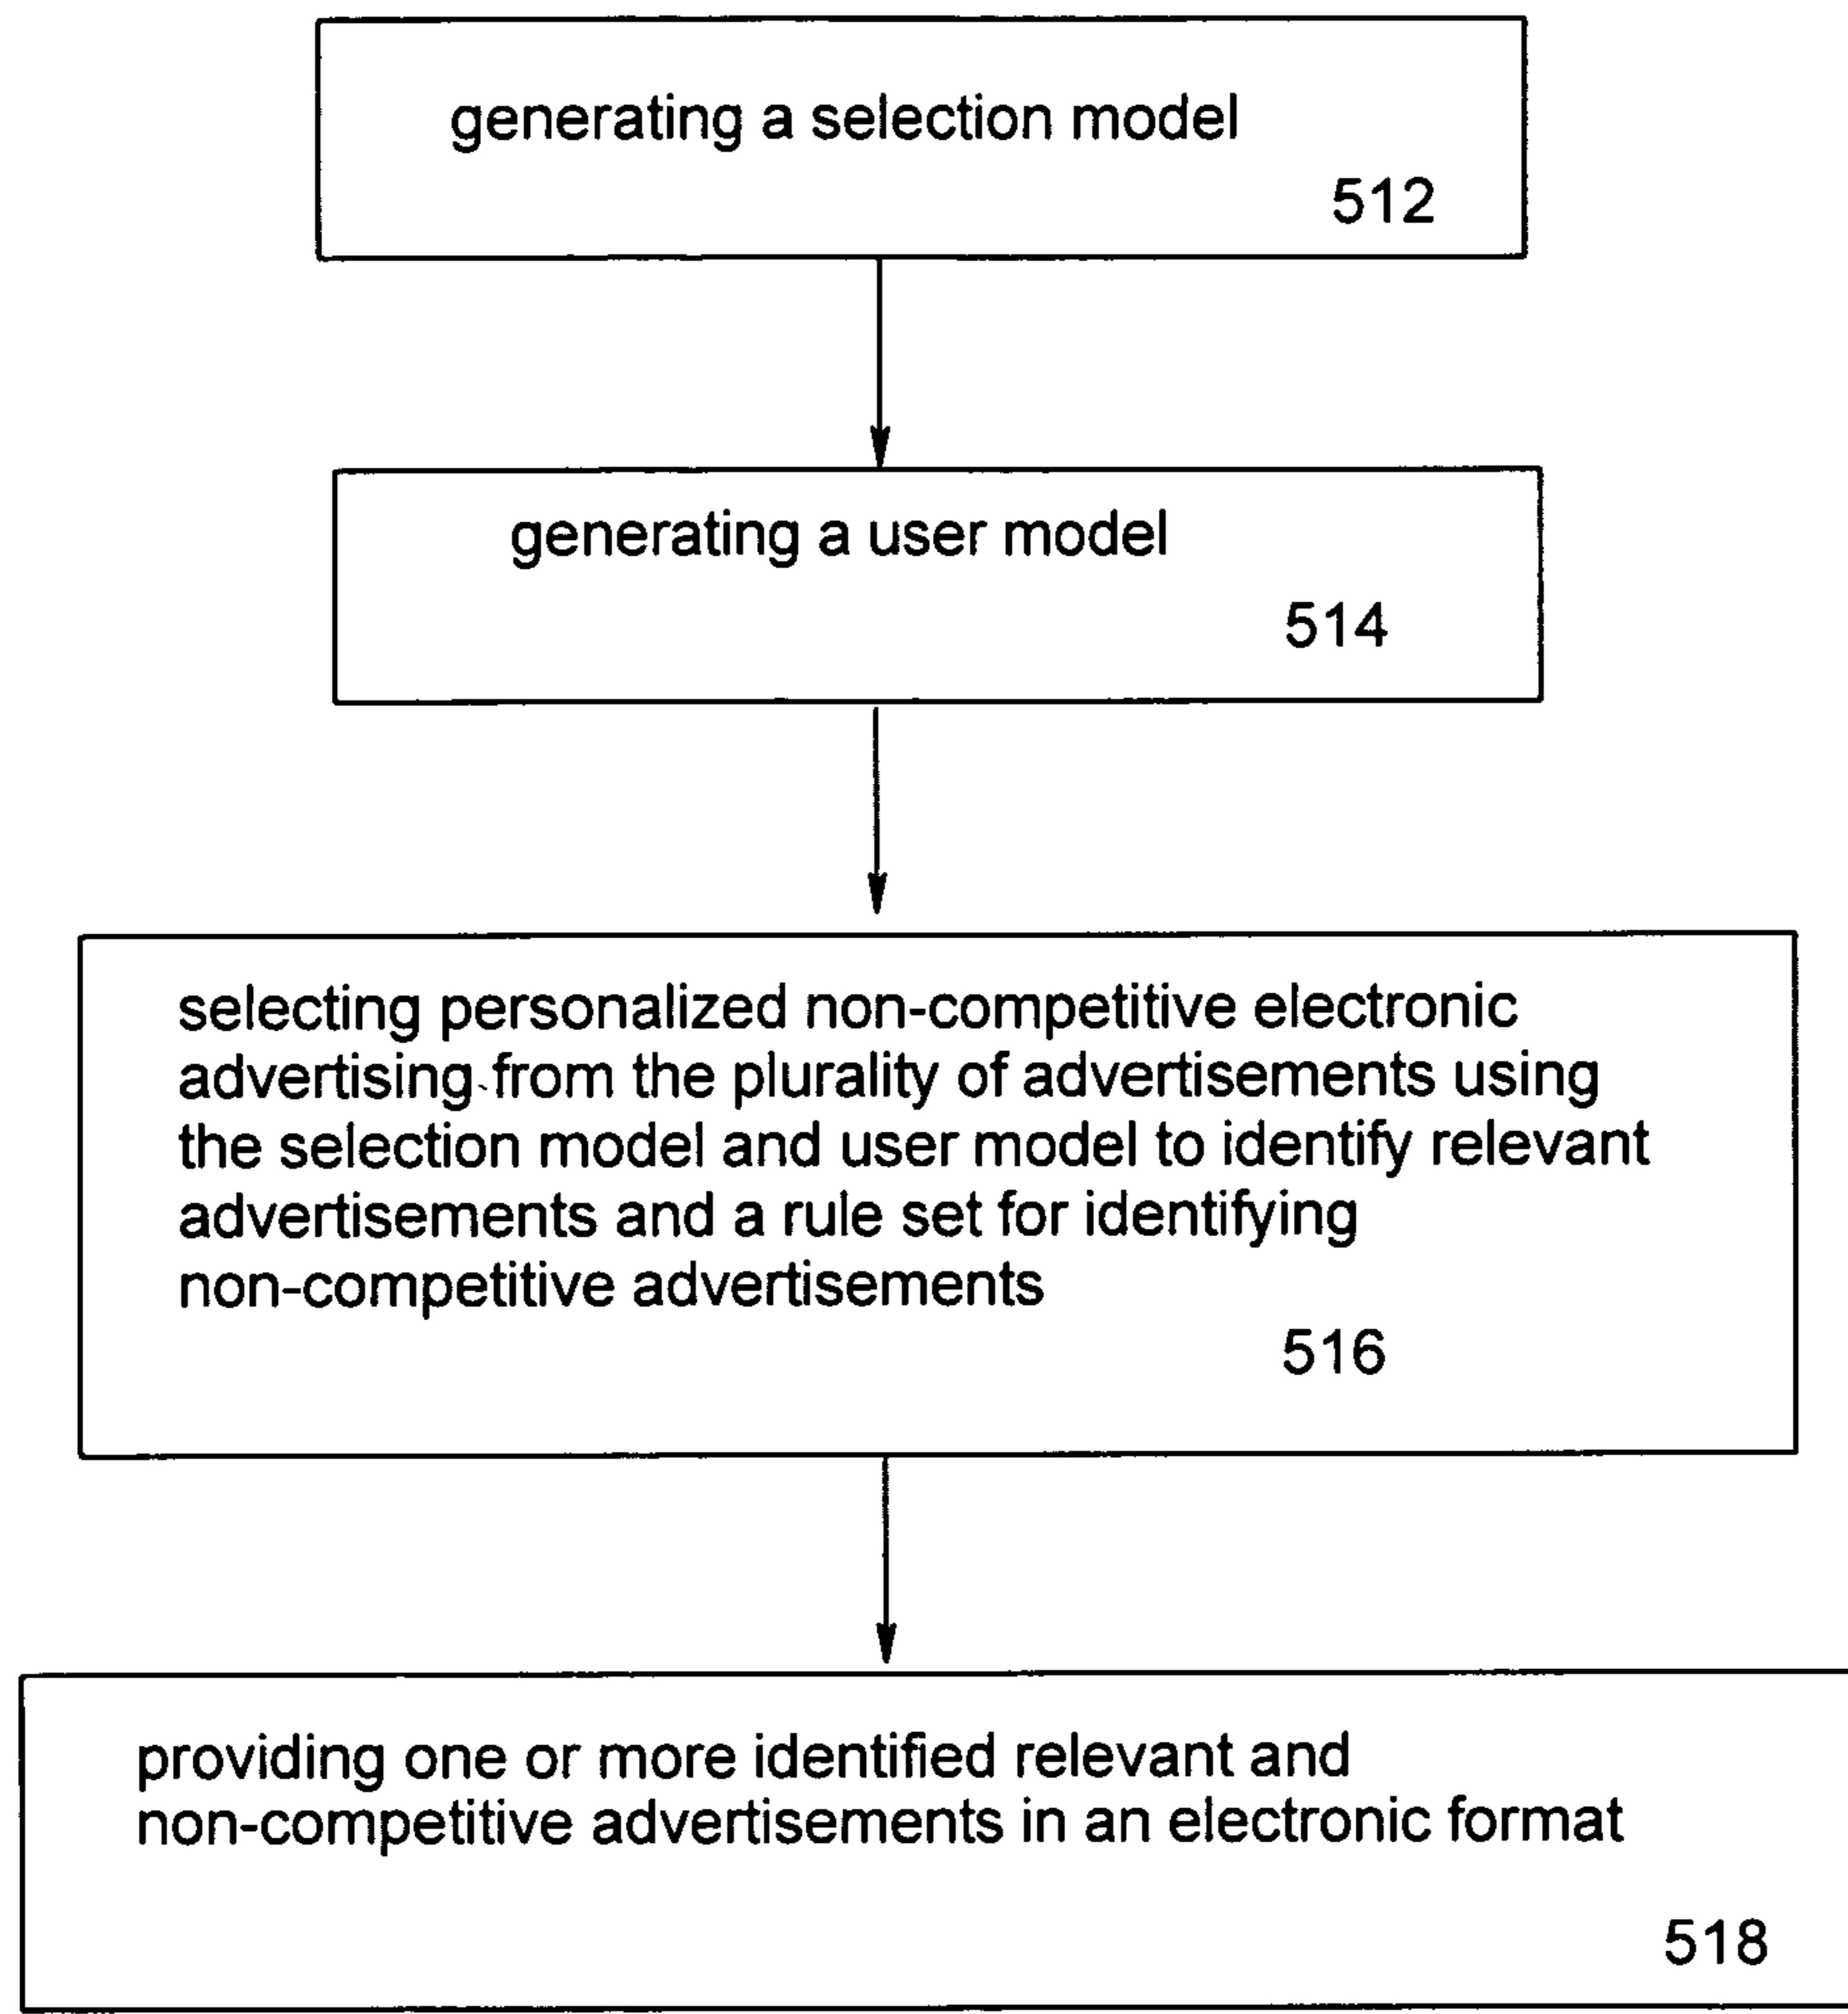 generating a selection model
512
generating a user model
514
selecting personalized non-competitive electronic
advertising from the plurality of advertisements using
the selection model and user model to identify relevant
advertisements and a rule set for identifying
non-competitive advertisements
516
providing one or more identified relevant and
non-competitive advertisements in an electronic format
518